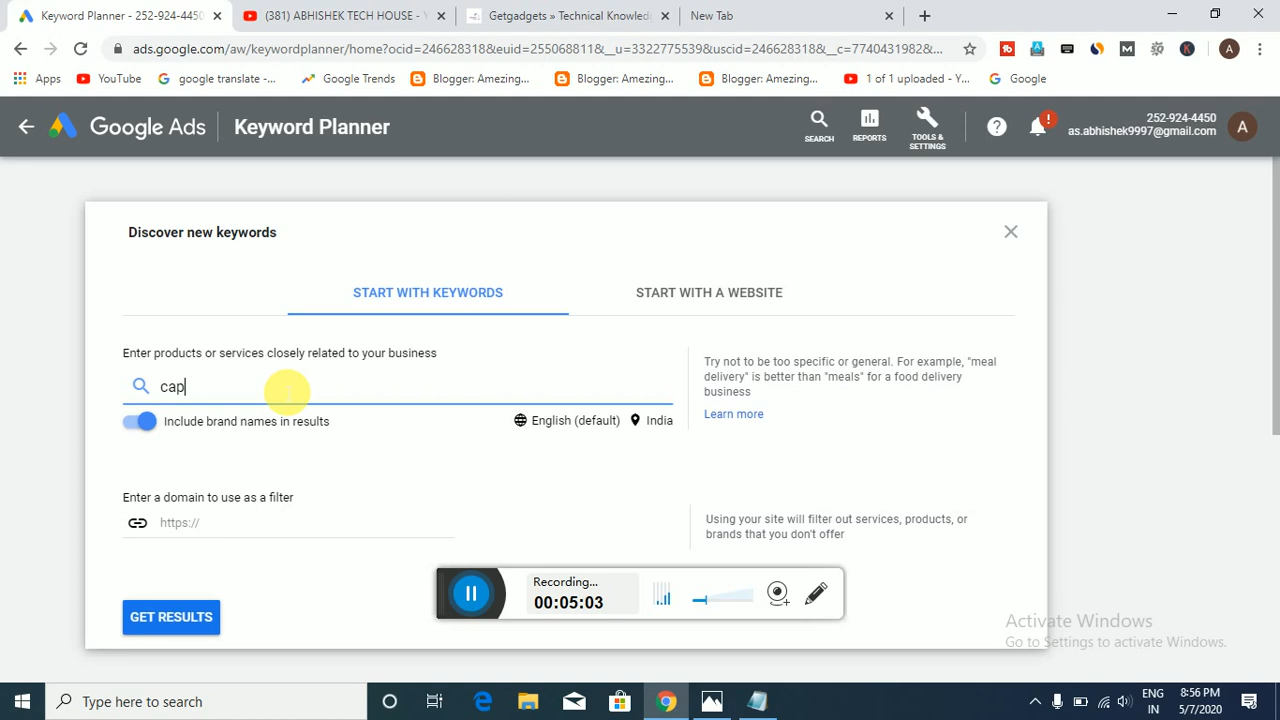 Keyword Planner - 252-924-4450
(381) ABHISHEK TECH HOUSE - Y
Getgadgets » Technical Knowled
New Tab
ads.google.com/aw/keywordplanner/home?ocid=246628318&euid=255068811&__u=3322775539&uscid=246628318&__c=7740431982&...
A
Apps
YouTube
google translate -...
Google Trends
Blogger: Amezing...
Blogger: Amezing...
Blogger: Amezing...
1 of 1 uploaded - Y...
Google
Google Ads
Keyword Planner
SEARCH
REPORTS
TOOLS &
SETTINGS
252-924-4450
as.abhishek9997@gmail.com
A
Discover new keywords
START WITH KEYWORDS
START WITH A WEBSITE
Enter products or services closely related to your business
cap
Include brand names in results
English (default)
India
Try not to be too specific or general. For example, "meal
delivery" is better than "meals" for a food delivery
business
Learn more
Enter a domain to use as a filter
https://
Using your site will filter out services, products, or
brands that you don't offer
Recording...
00:05:03
GET RESULTS
Activate Windows
Go to Settings to activate Windows.
Type here to search
ENG
IN
8:56 PM
5/7/2020